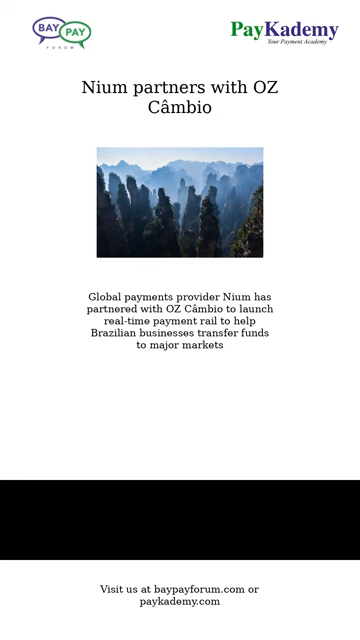 BAY
PAY
FORUM
PayKademy
Your Payment Academy
Nium partners with OZ
Câmbio
Global payments provider Nium has
partnered with OZ Câmbio to launch
real-time payment rail to help
Brazilian businesses transfer funds
to major markets
Visit us at baypayforum.com or
paykademy.com